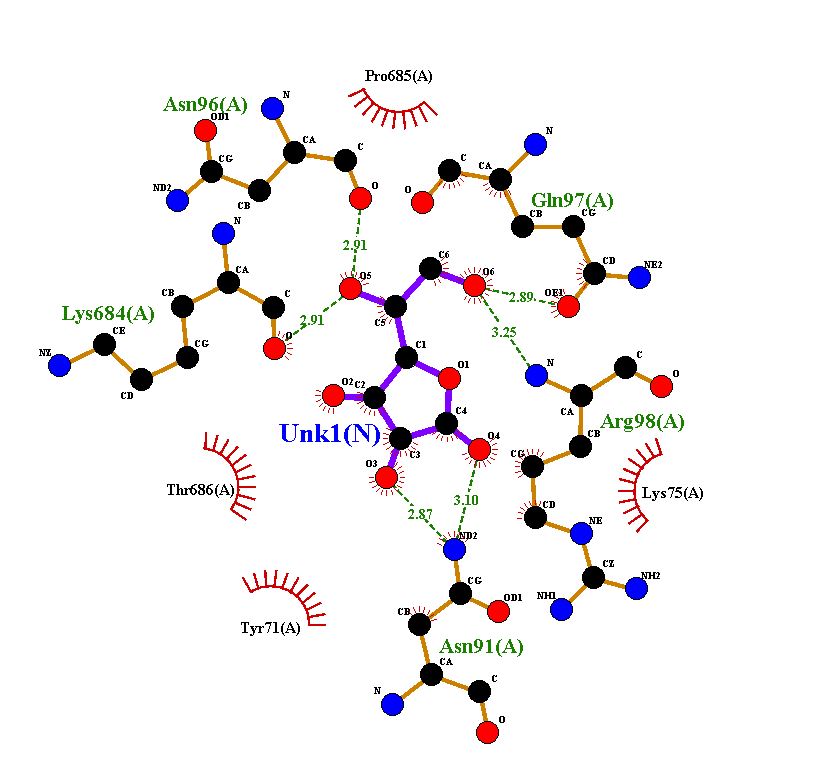 Pro685(A)
Asn96(A)
N
OD1
CA
C
CG
ND2
CB
O
N
C
CA
O
Gln97(A)
CB
CG
CD
NE2
OE1
N
CA
C
CB
Lys684(A)
CE
CG
NZ
CD
O
2.91
2.91
C6
O6
O5
C5
2.89
3.25
C1
O1
O2
C2
C4
O4
C3
O3
Unk1(N)
N
C
O
CA
Arg98(A)
CB
CG
CD
NE
CZ
NH2
NH1
Thr686(A)
Lys75(A)
2.87
3.10
ND2
CG
OD1
CB
Tyr71(A)
Asn91(A)
CA
C
N
O